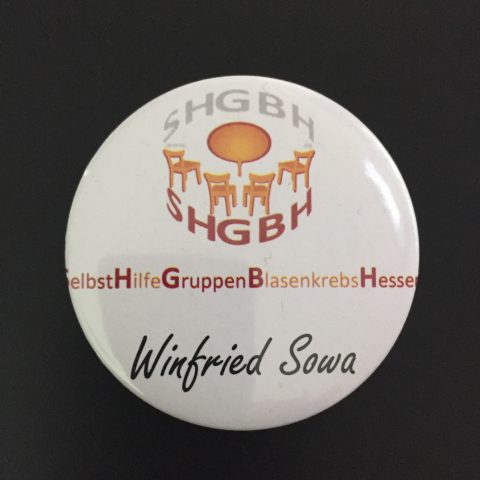 SHGBH
SHGBH
SelbstHilfeGruppenBlasenkrebsHessen
Winfried Sowa